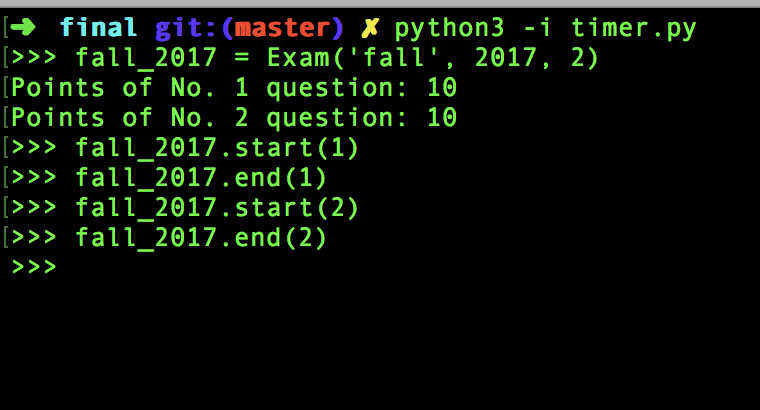 [➜ final git:(master) ✗ python3 -i timer.py
[>>> fall_2017 = Exam('fall', 2017, 2)
[Points of No. 1 question: 10
[Points of No. 2 question: 10
[>>> fall_2017.start(1)
[>>> fall_2017.end(1)
[>>> fall_2017.start(2)
[>>> fall_2017.end(2)
>>>